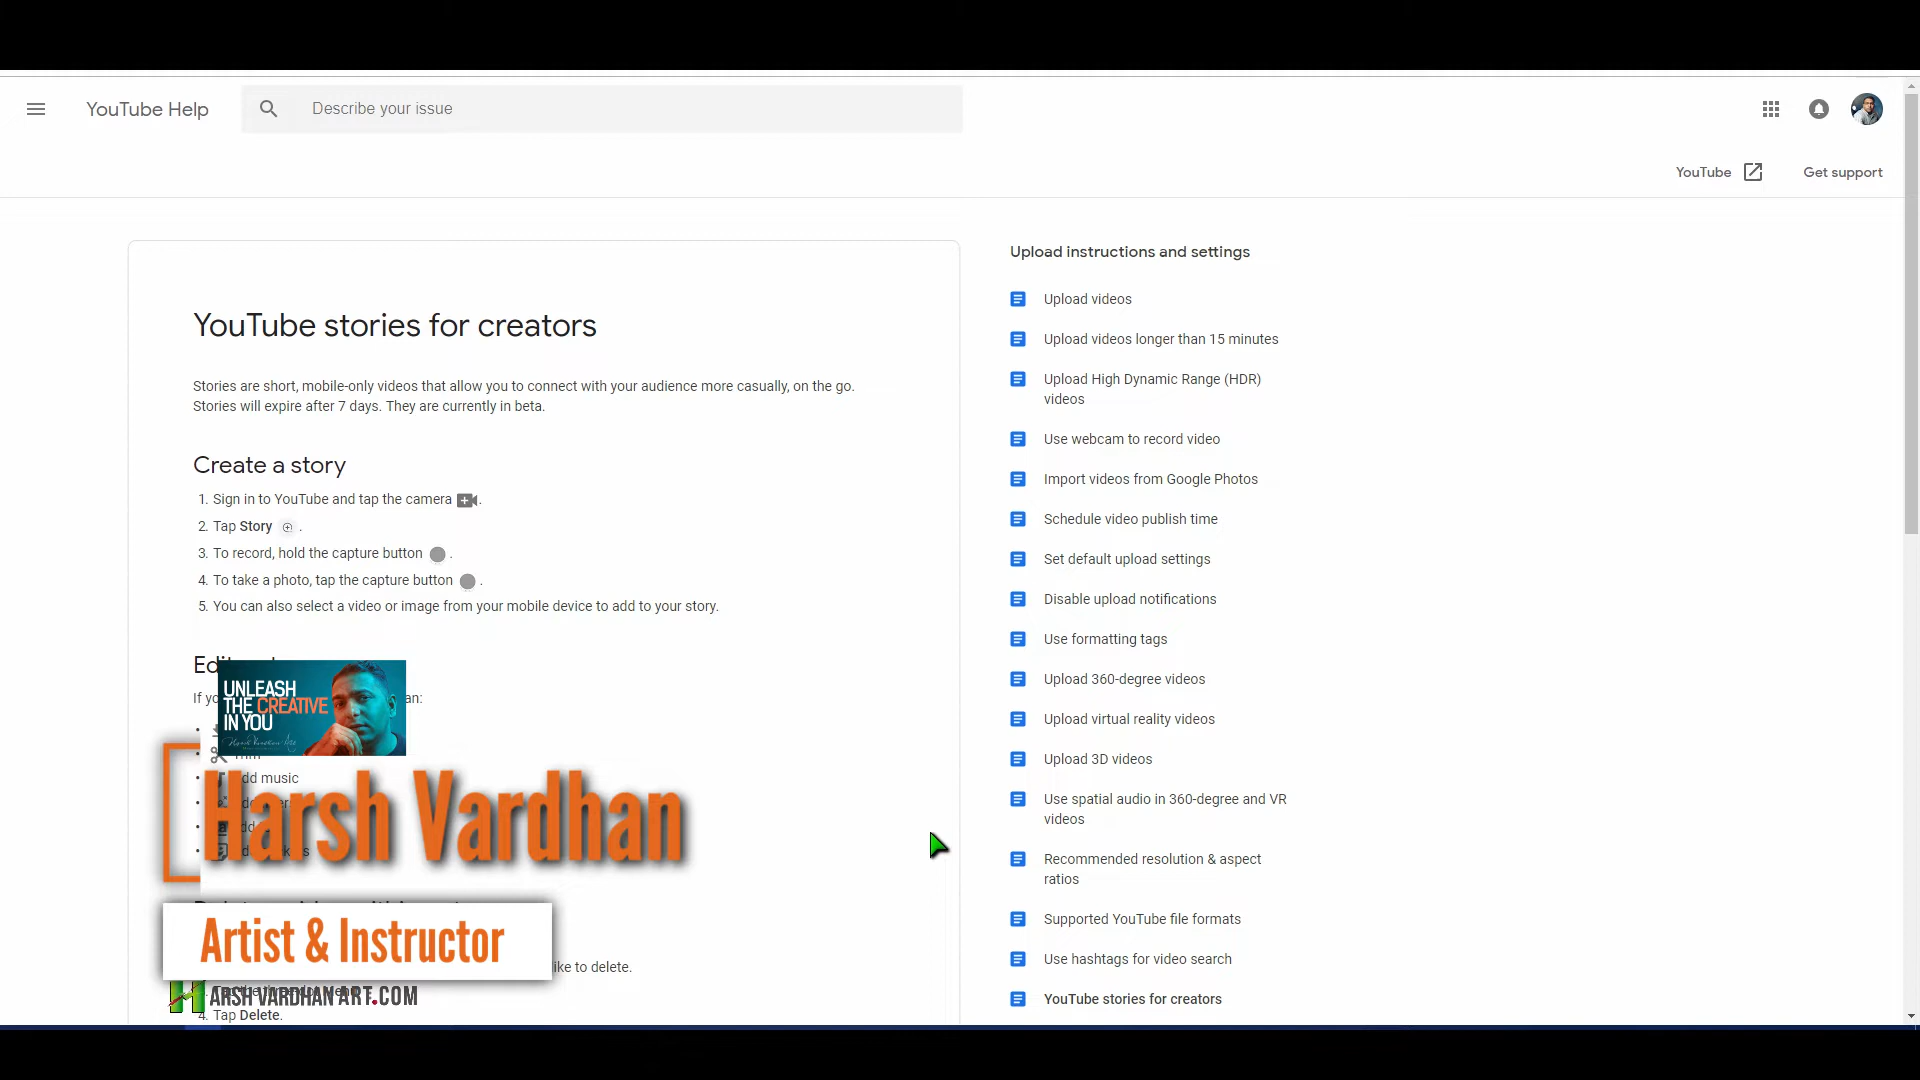 YouTube Help
Describe your issue
YouTube
Get support
YouTube stories for creators
Stories are short, mobile-only videos that allow you to connect with your audience more casually, on the go.
Stories will expire after 7 days. They are currently in beta.
Create a story
1. Sign in to YouTube and tap the camera .
2. Tap Story .
3. To record, hold the capture button .
4. To take a photo, tap the capture button .
5. You can also select a video or image from your mobile device to add to your story.
UNLEASH
THE CREATIVE
IN YOU
Harsh Vardhan Art
music
Harsh Vardhan
Artist & Instructor
to delete.
HARSH VARDHAN ART.COM
4. Tap Delete.
Upload instructions and settings
Upload videos
Upload videos longer than 15 minutes
Upload High Dynamic Range (HDR)
videos
Use webcam to record video
Import videos from Google Photos
Schedule video publish time
Set default upload settings
Disable upload notifications
Use formatting tags
Upload 360-degree videos
Upload virtual reality videos
Upload 3D videos
Use spatial audio in 360-degree and VR
videos
Recommended resolution & aspect
ratios
Supported YouTube file formats
Use hashtags for video search
YouTube stories for creators